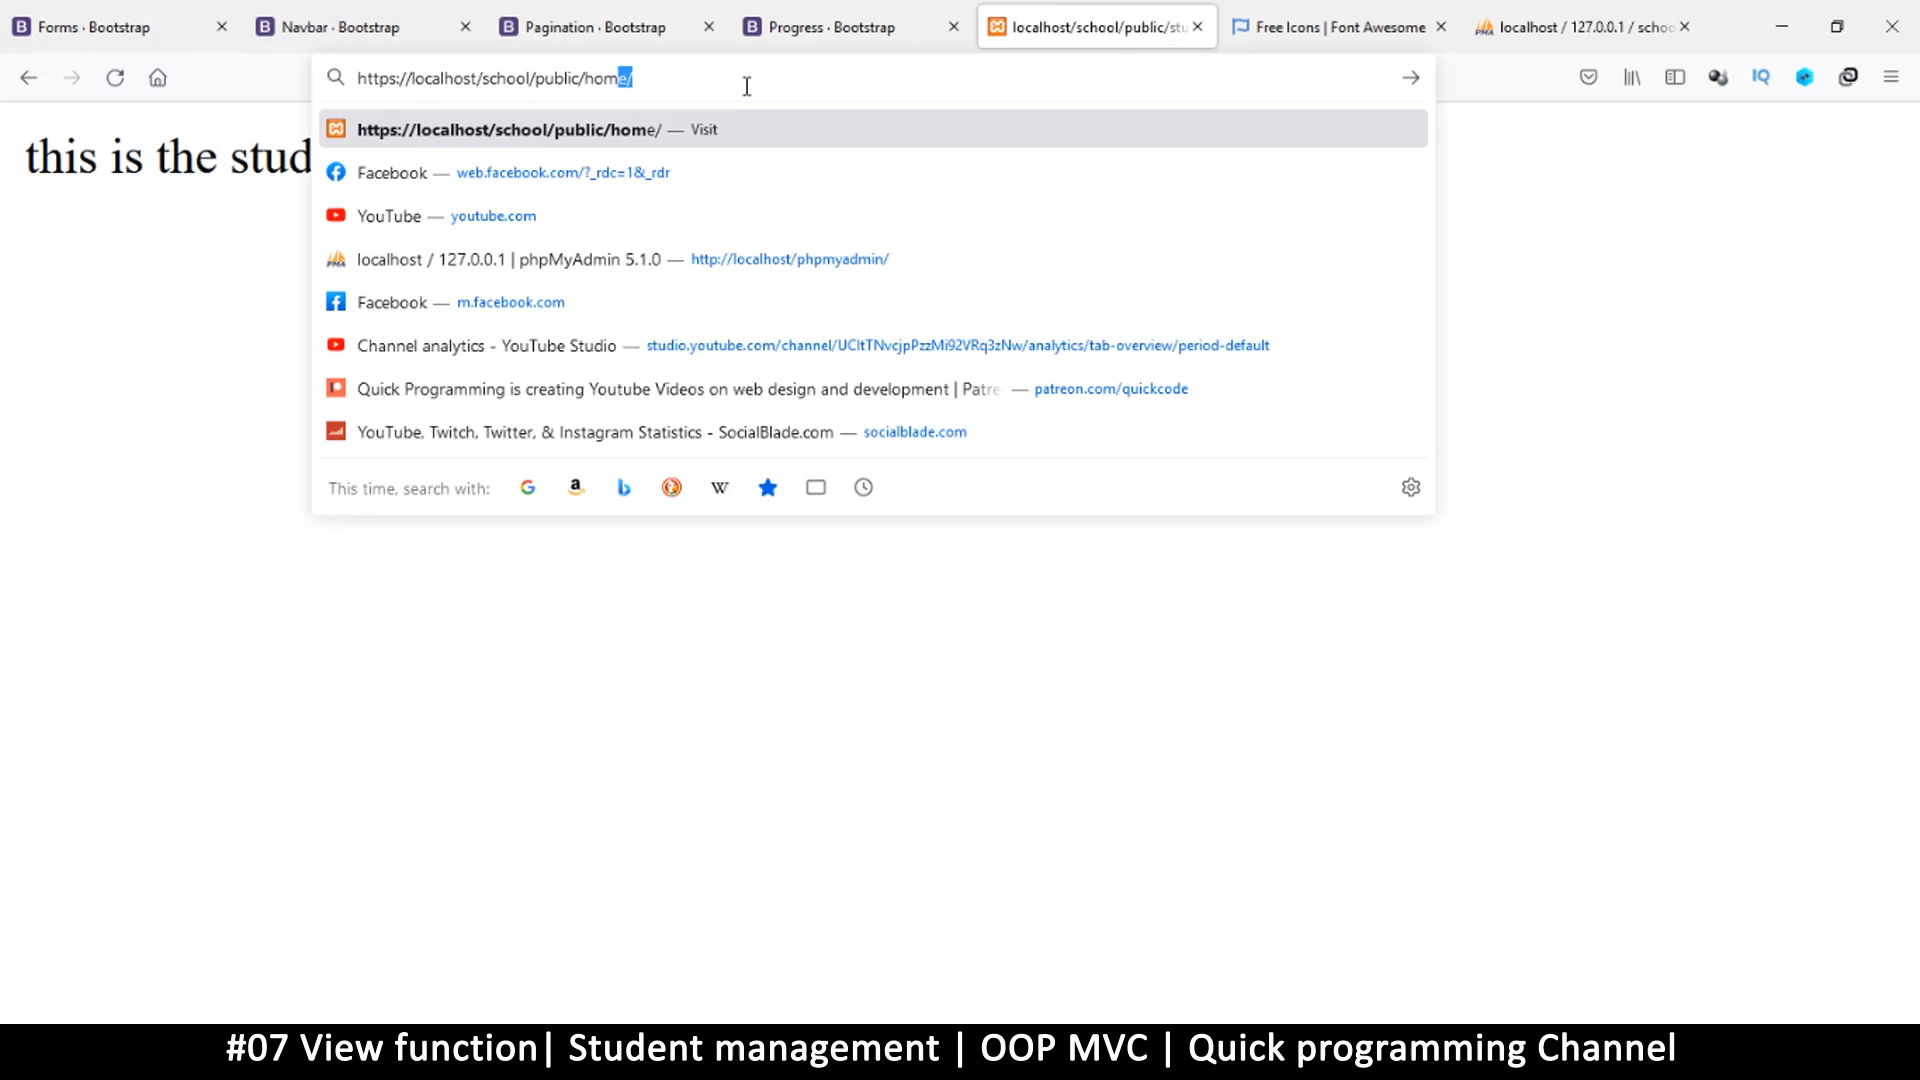 Forms · Bootstrap
Navbar · Bootstrap
Pagination · Bootstrap
Progress · Bootstrap
localhost/school/public/stu
Free Icons | Font Awesome
localhost / 127.0.0.1 / schoo
https://localhost/school/public/home/
IQ
this is the stud
https://localhost/school/public/home/ — Visit
Facebook — web.facebook.com/?_rdc=1&_rdr
YouTube — youtube.com
localhost / 127.0.0.1 | phpMyAdmin 5.1.0 — http://localhost/phpmyadmin/
Facebook — m.facebook.com
Channel analytics - YouTube Studio — studio.youtube.com/channel/UCltTNvcjpPzzMi92VRq3zNw/analytics/tab-overview/period-default
Quick Programming is creating Youtube Videos on web design and development | Patre — patreon.com/quickcode
YouTube, Twitch, Twitter, & Instagram Statistics - SocialBlade.com — socialblade.com
This time, search with:
#07 View function| Student management | OOP MVC | Quick programming Channel